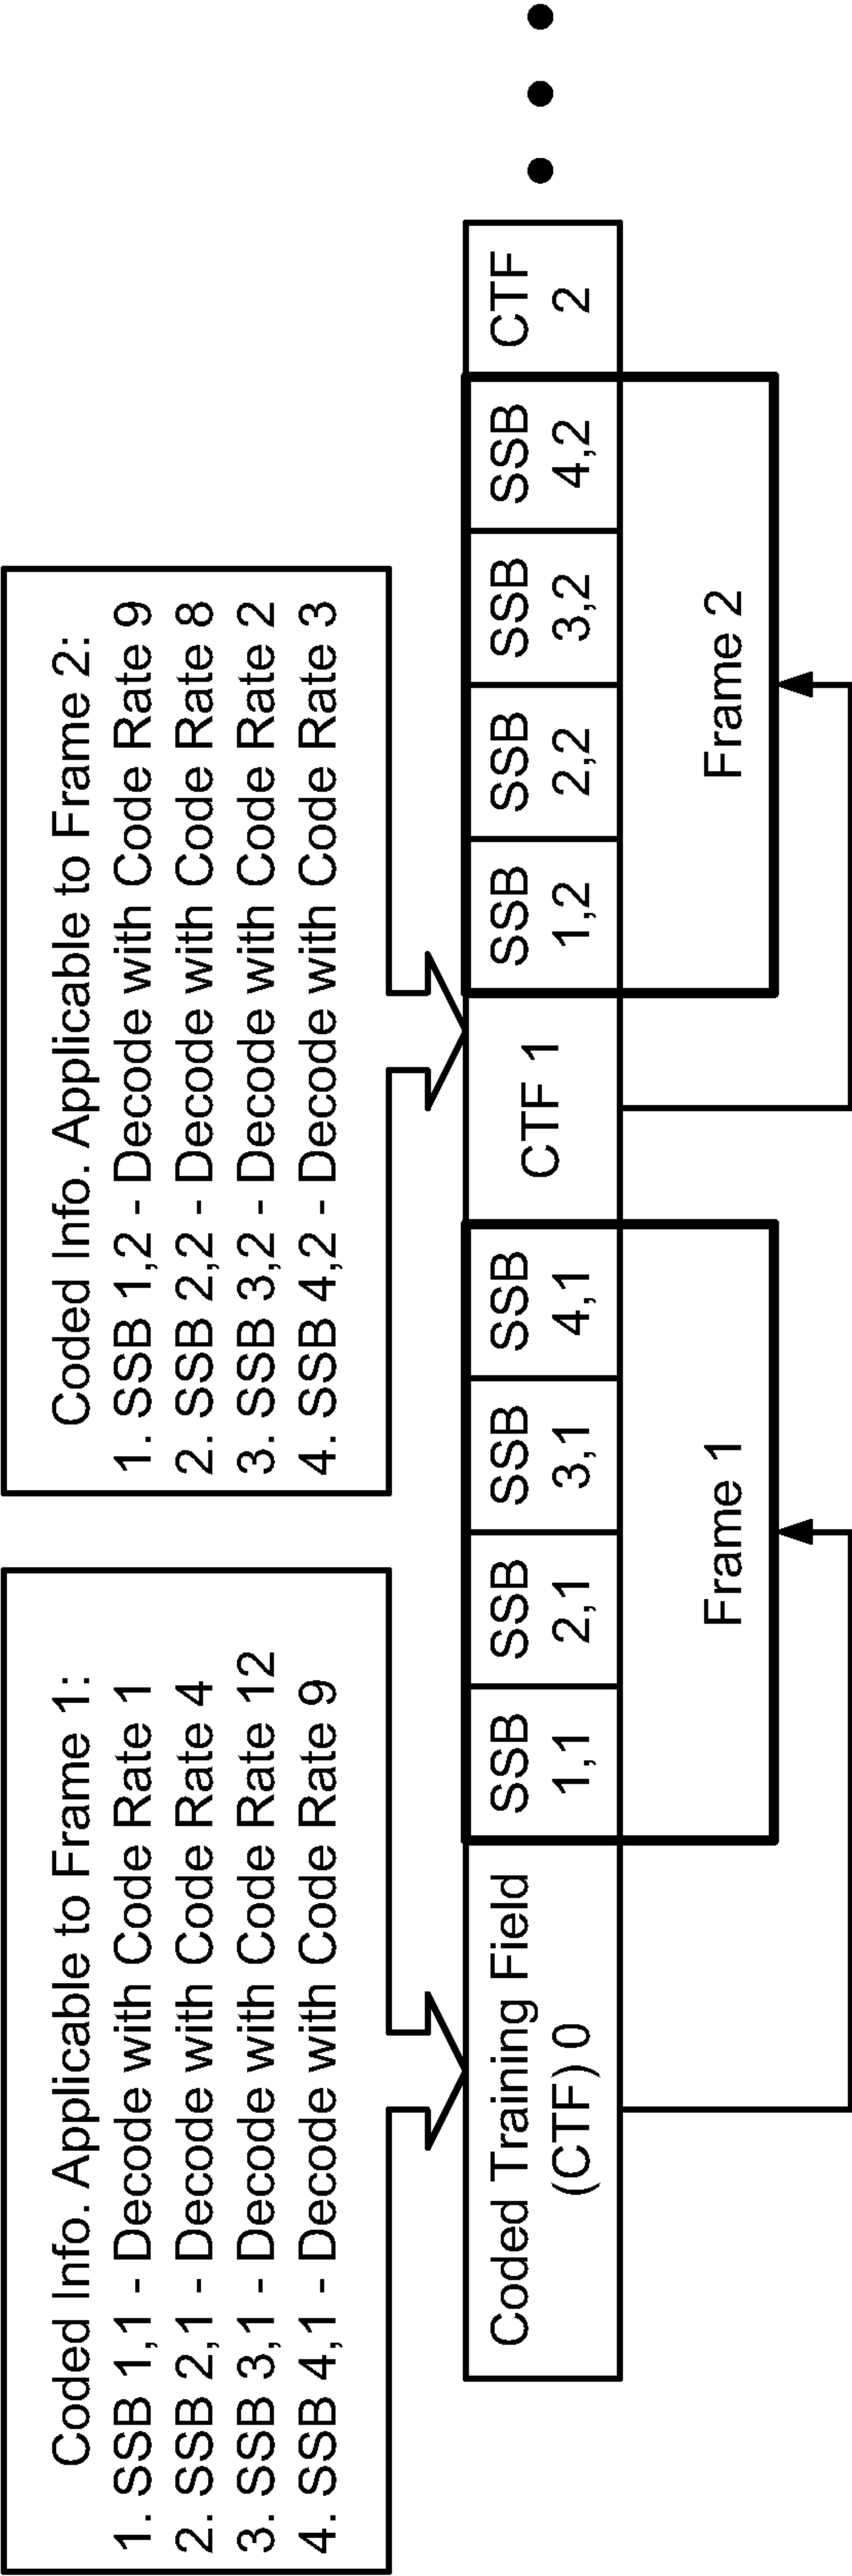 Coded Info. Applicable to Frame 1:
1. SSB 1,1 - Decode with Code Rate 1
2. SSB 2,1 - Decode with Code Rate 4
3. SSB 3,1 - Decode with Code Rate 12
4. SSB 4,1 - Decode with Code Rate 9
Coded Info. Applicable to Frame 2:
1. SSB 1,2 - Decode with Code Rate 9
2. SSB 2,2 - Decode with Code Rate 8
3. SSB 3,2 - Decode with Code Rate 2
4. SSB 4,2 - Decode with Code Rate 3
Coded Training Field
(CTF) 0
SSB
1,1
SSB
2,1
SSB
3,1
SSB
4,1
CTF 1
SSB
1,2
SSB
2,2
SSB
3,2
SSB
4,2
CTF
2
Frame 1
Frame 2